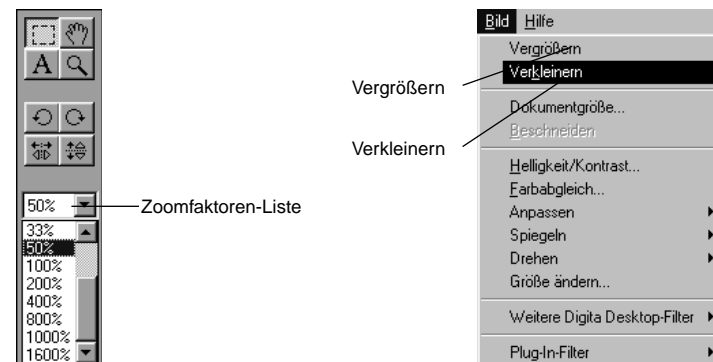 A
50%
Zoomfaktoren-Liste
33%
50%
100%
200%
400%
800%
1000%
1600%
Vergrößern
Verkleinern
Bild Hilfe
Vergrößern
Verkleinern
Dokumentgröße...
Beschneiden
Helligkeit/Kontrast...
Farbabgleich...
Anpassen
Spiegeln
Drehen
Größe ändern...
Weitere Digita Desktop-Filter
Plug-In-Filter